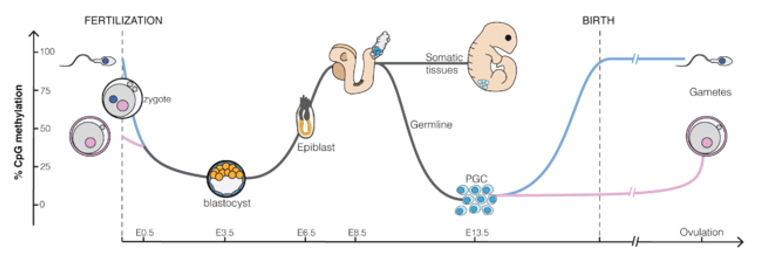 FERTILIZATION
BIRTH
% CpG methylation
100
75
50
25
0
zygote
blastocyst
Epiblast
Somatic
tissues
Germline
PGC
Gametes
E0.5
E3.5
E6.5
E8.5
E13.5
Ovulation